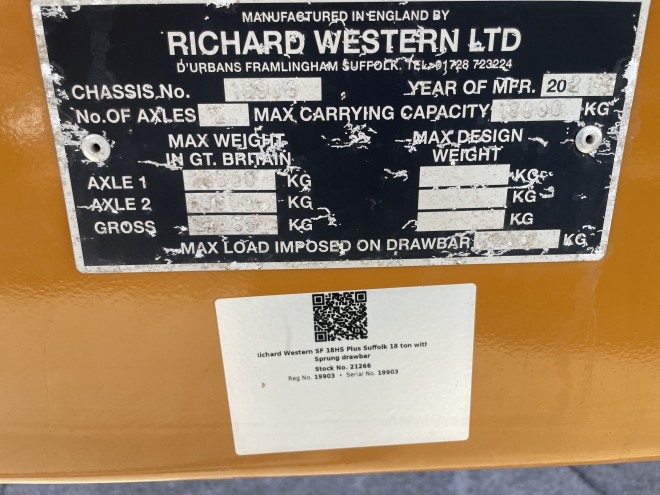 MANUFACTURED IN ENGLAND BY
RICHARD WESTERN LTD
D'URBANS FRAMLINGHAM SUFFOLK. TEL. 01728 723224
CHASSIS.No. YEAR OF MFR. 20
No. OF AXLES 2 MAX CARRYING CAPACITY KG
MAX WEIGHT IN GT. BRITAIN
MAX DESIGN WEIGHT
AXLE 1 KG KG
AXLE 2 KG KG
GROSS KG KG
MAX LOAD IMPOSED ON DRAWBAR KG
ichard Western SF 18HS Plus Suffolk 18 ton with
Sprung drawbar
Stock No. 21266
Reg No. 19903 • Serial No. 19903